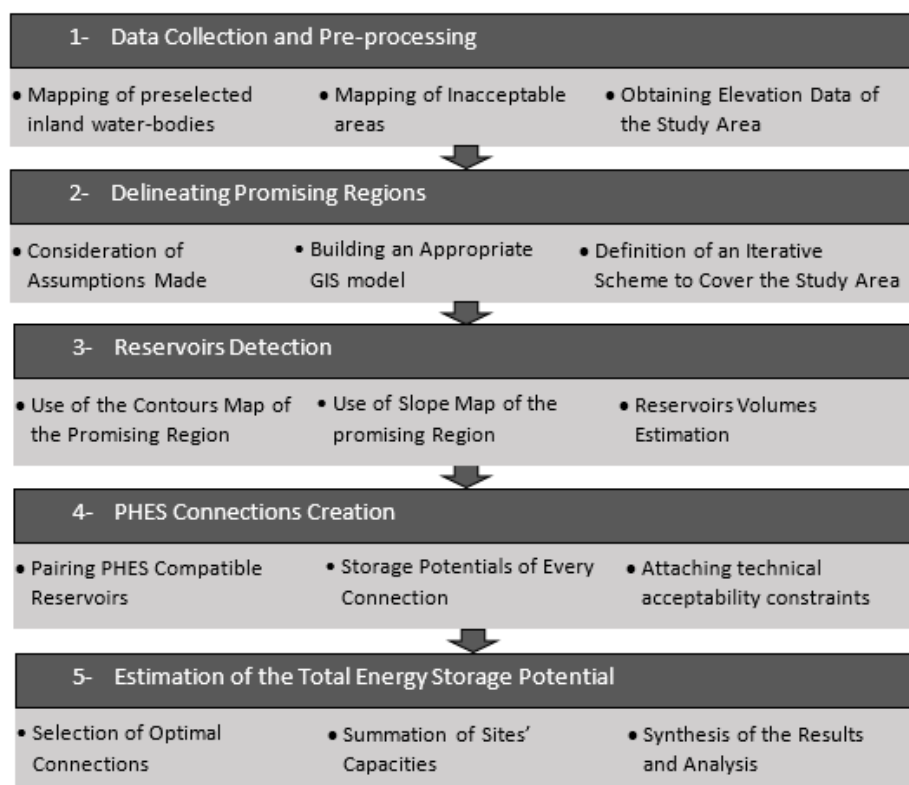 1- Data Collection and Pre-processing
• Mapping of preselected
inland water-bodies
• Mapping of Inacceptable
areas
• Obtaining Elevation Data of
the Study Area
2- Delineating Promising Regions
• Consideration of
Assumptions Made
• Building an Appropriate
GIS model
• Definition of an Iterative
Scheme to Cover the Study Area
3- Reservoirs Detection
• Use of the Contours Map of
the Promising Region
• Use of Slope Map of the
promising Region
• Reservoirs Volumes
Estimation
4- PHES Connections Creation
• Pairing PHES Compatible
Reservoirs
• Storage Potentials of Every
Connection
• Attaching technical
acceptability constraints
5- Estimation of the Total Energy Storage Potential
• Selection of Optimal
Connections
• Summation of Sites’
Capacities
• Synthesis of the Results
and Analysis